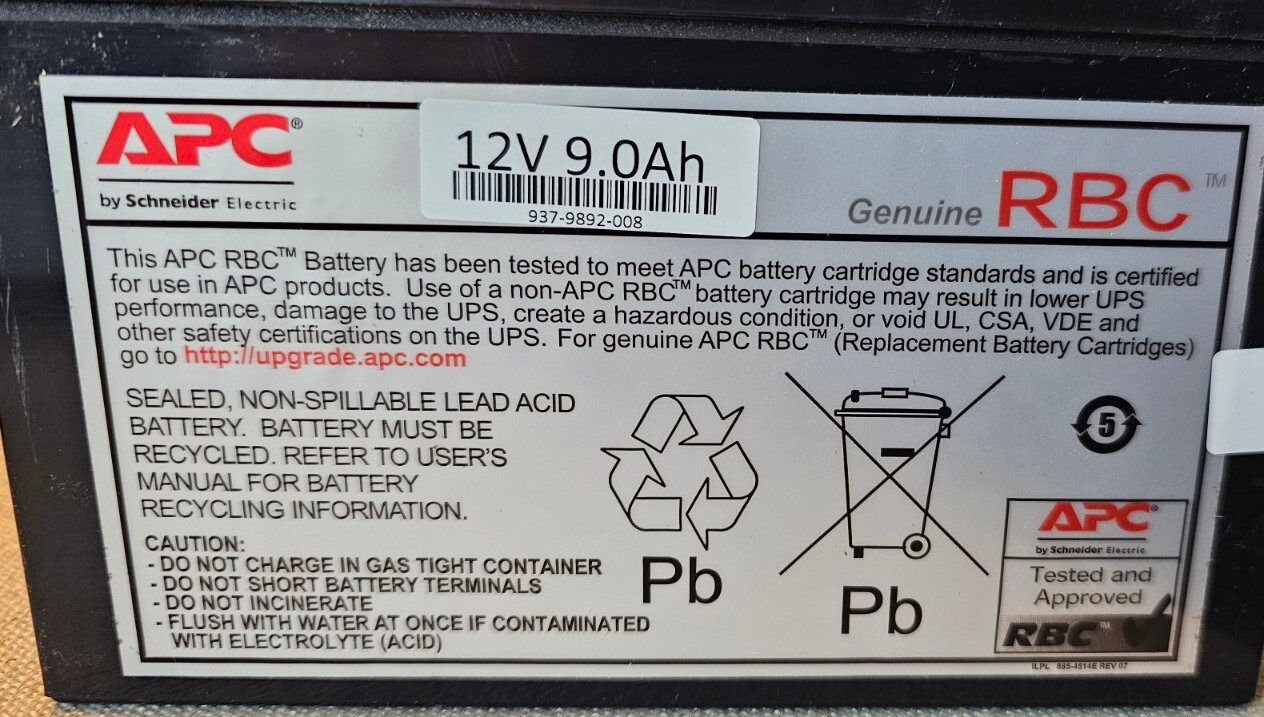 APC®
by Schneider Electric
12V 9.0Ah
937-9892-008
Genuine RBC™
This APC RBC™ Battery has been tested to meet APC battery cartridge standards and is certified
for use in APC products. Use of a non-APC RBC™ battery cartridge may result in lower UPS
performance, damage to the UPS, create a hazardous condition, or void UL, CSA, VDE and
other safety certifications on the UPS. For genuine APC RBC™ (Replacement Battery Cartridges)
go to http://upgrade.apc.com
SEALED, NON-SPILLABLE LEAD ACID
BATTERY. BATTERY MUST BE
RECYCLED. REFER TO USER'S
MANUAL FOR BATTERY
RECYCLING INFORMATION.
CAUTION:
- DO NOT CHARGE IN GAS TIGHT CONTAINER
- DO NOT SHORT BATTERY TERMINALS
- DO NOT INCINERATE
- FLUSH WITH WATER AT ONCE IF CONTAMINATED
WITH ELECTROLYTE (ACID)
Pb
Pb
5
APC®
by Schneider Electric
Tested and
Approved
RBC™
ILPL 885-4514E REV 07